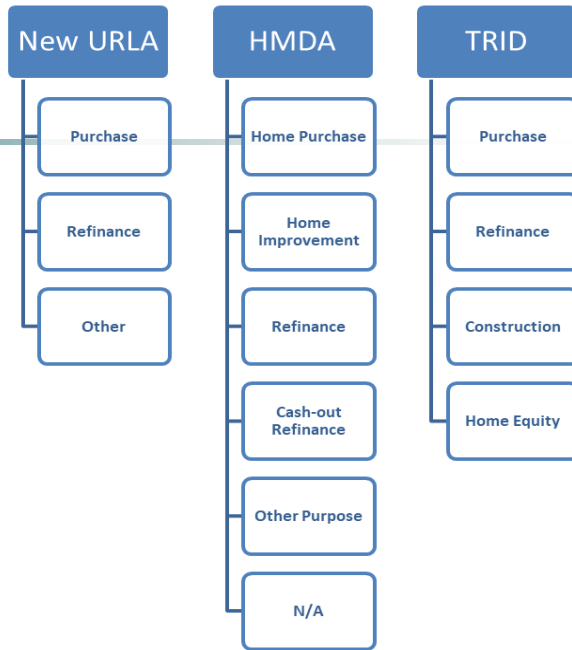 New URLA
Purchase
Refinance
Other
HMDA
Home Purchase
Home
Improvement
Refinance
Cash-out
Refinance
Other Purpose
N/A
TRID
Purchase
Refinance
Construction
Home Equity